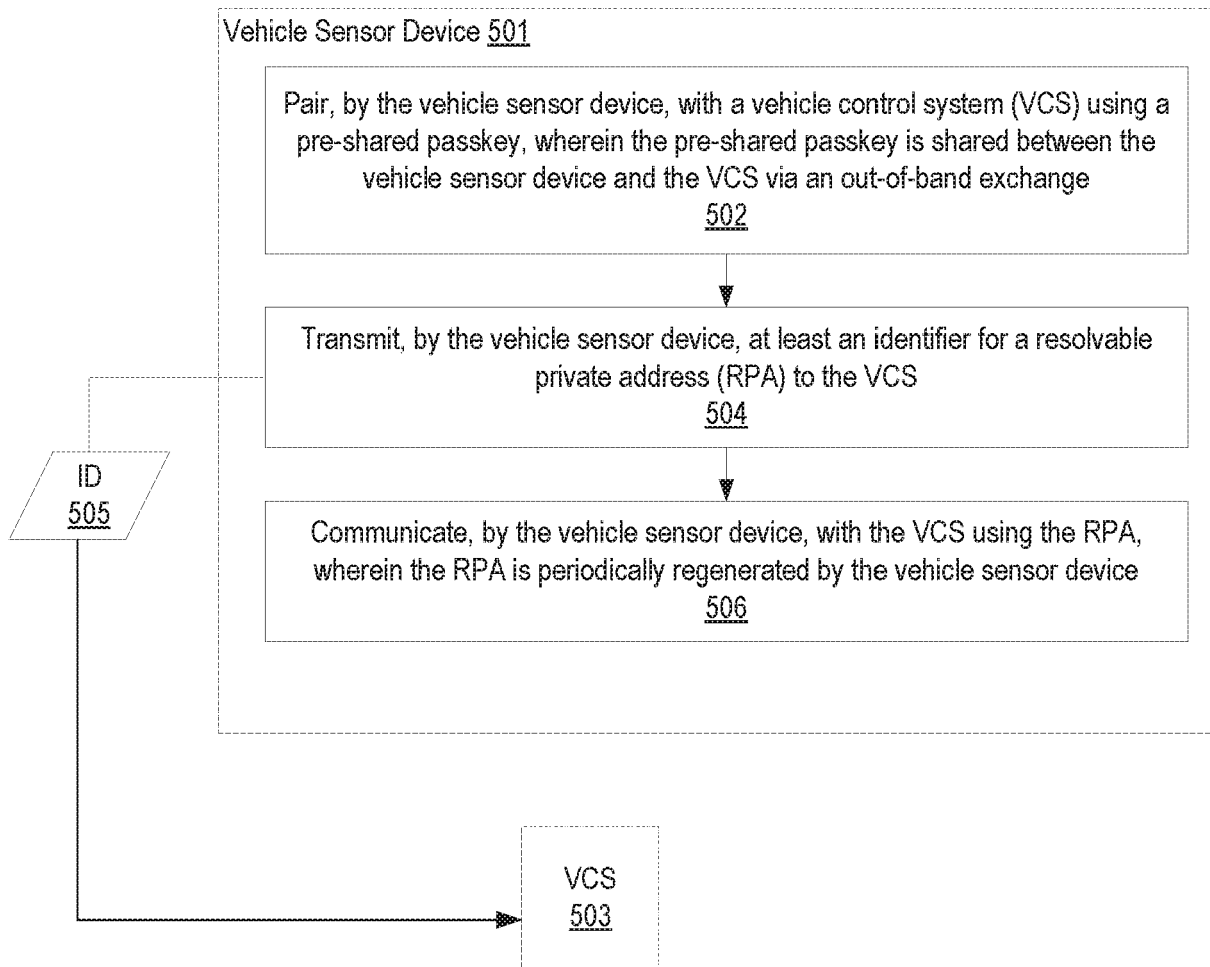 Vehicle Sensor Device 501
Pair, by the vehicle sensor device, with a vehicle control system (VCS) using a
pre-shared passkey, wherein the pre-shared passkey is shared between the
vehicle sensor device and the VCS via an out-of-band exchange
502
Transmit, by the vehicle sensor device, at least an identifier for a resolvable
private address (RPA) to the VCS
504
ID
505
Communicate, by the vehicle sensor device, with the VCS using the RPA,
wherein the RPA is periodically regenerated by the vehicle sensor device
506
VCS
503